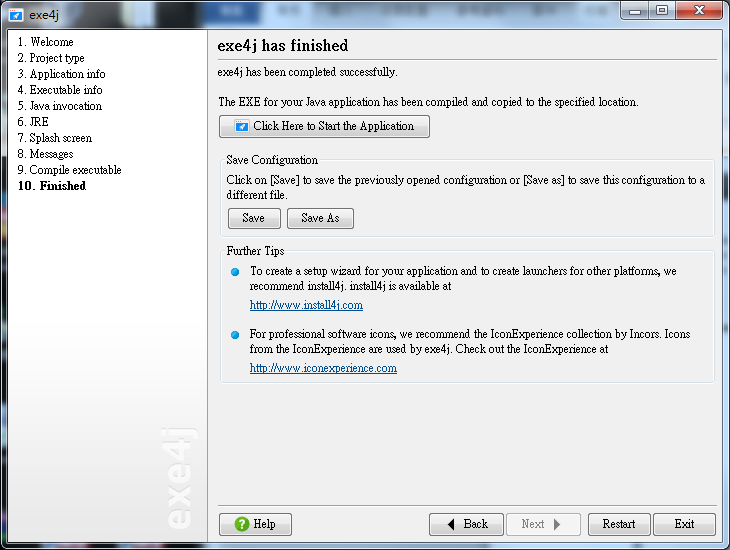 exe4j
1. Welcome
2. Project type
3. Application info
4. Executable info
5. Java invocation
6. JRE
7. Splash screen
8. Messages
9. Compile executable
10. Finished
exe4j
exe4j has finished
exe4j has been completed successfully.
The EXE for your Java application has been compiled and copied to the specified location.
Click Here to Start the Application
Save Configuration
Click on [Save] to save the previously opened configuration or [Save as] to save this configuration to a
different file.
Save
Save As
Further Tips
To create a setup wizard for your application and to create launchers for other platforms, we
recommend install4j. install4j is available at
http://www.install4j.com
For professional software icons, we recommend the IconExperience collection by Incors. Icons
from the IconExperience are used by exe4j. Check out the IconExperience at
http://www.iconexperience.com
Help
Back
Next
Restart
Exit